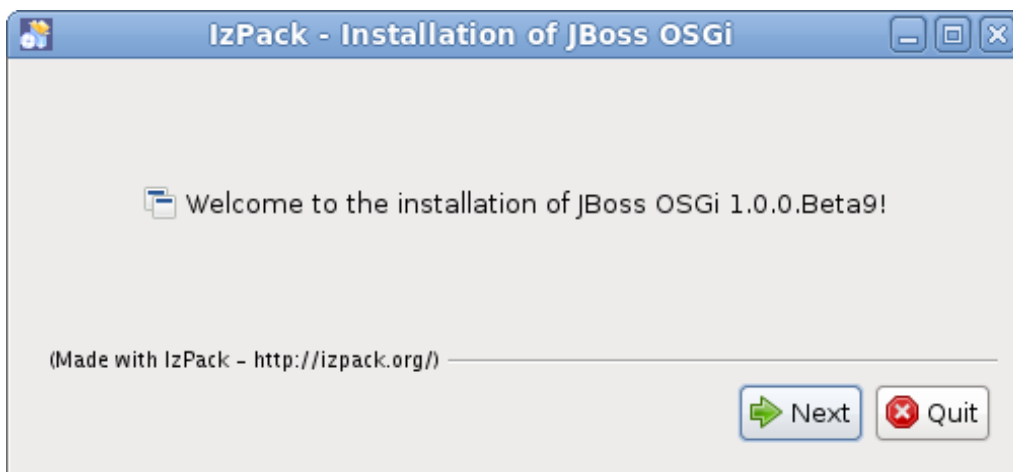 IzPack - Installation of JBoss OSGi
Welcome to the installation of JBoss OSGi 1.0.0.Beta9!
(Made with IzPack - http://izpack.org/)
Next Quit